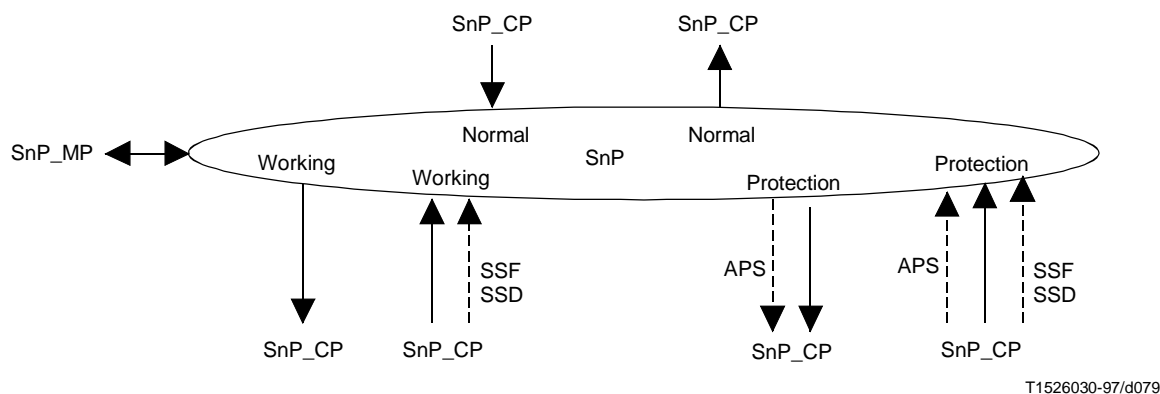 SnP_CP
SnP_CP
Normal
Normal
SnP_MP
SnP
Working
Working
Protection
Protection
APS
APS
SSF
SSD
SSF
SSD
SnP_CP
SnP_CP
SnP_CP
SnP_CP
T1526030-97/d079